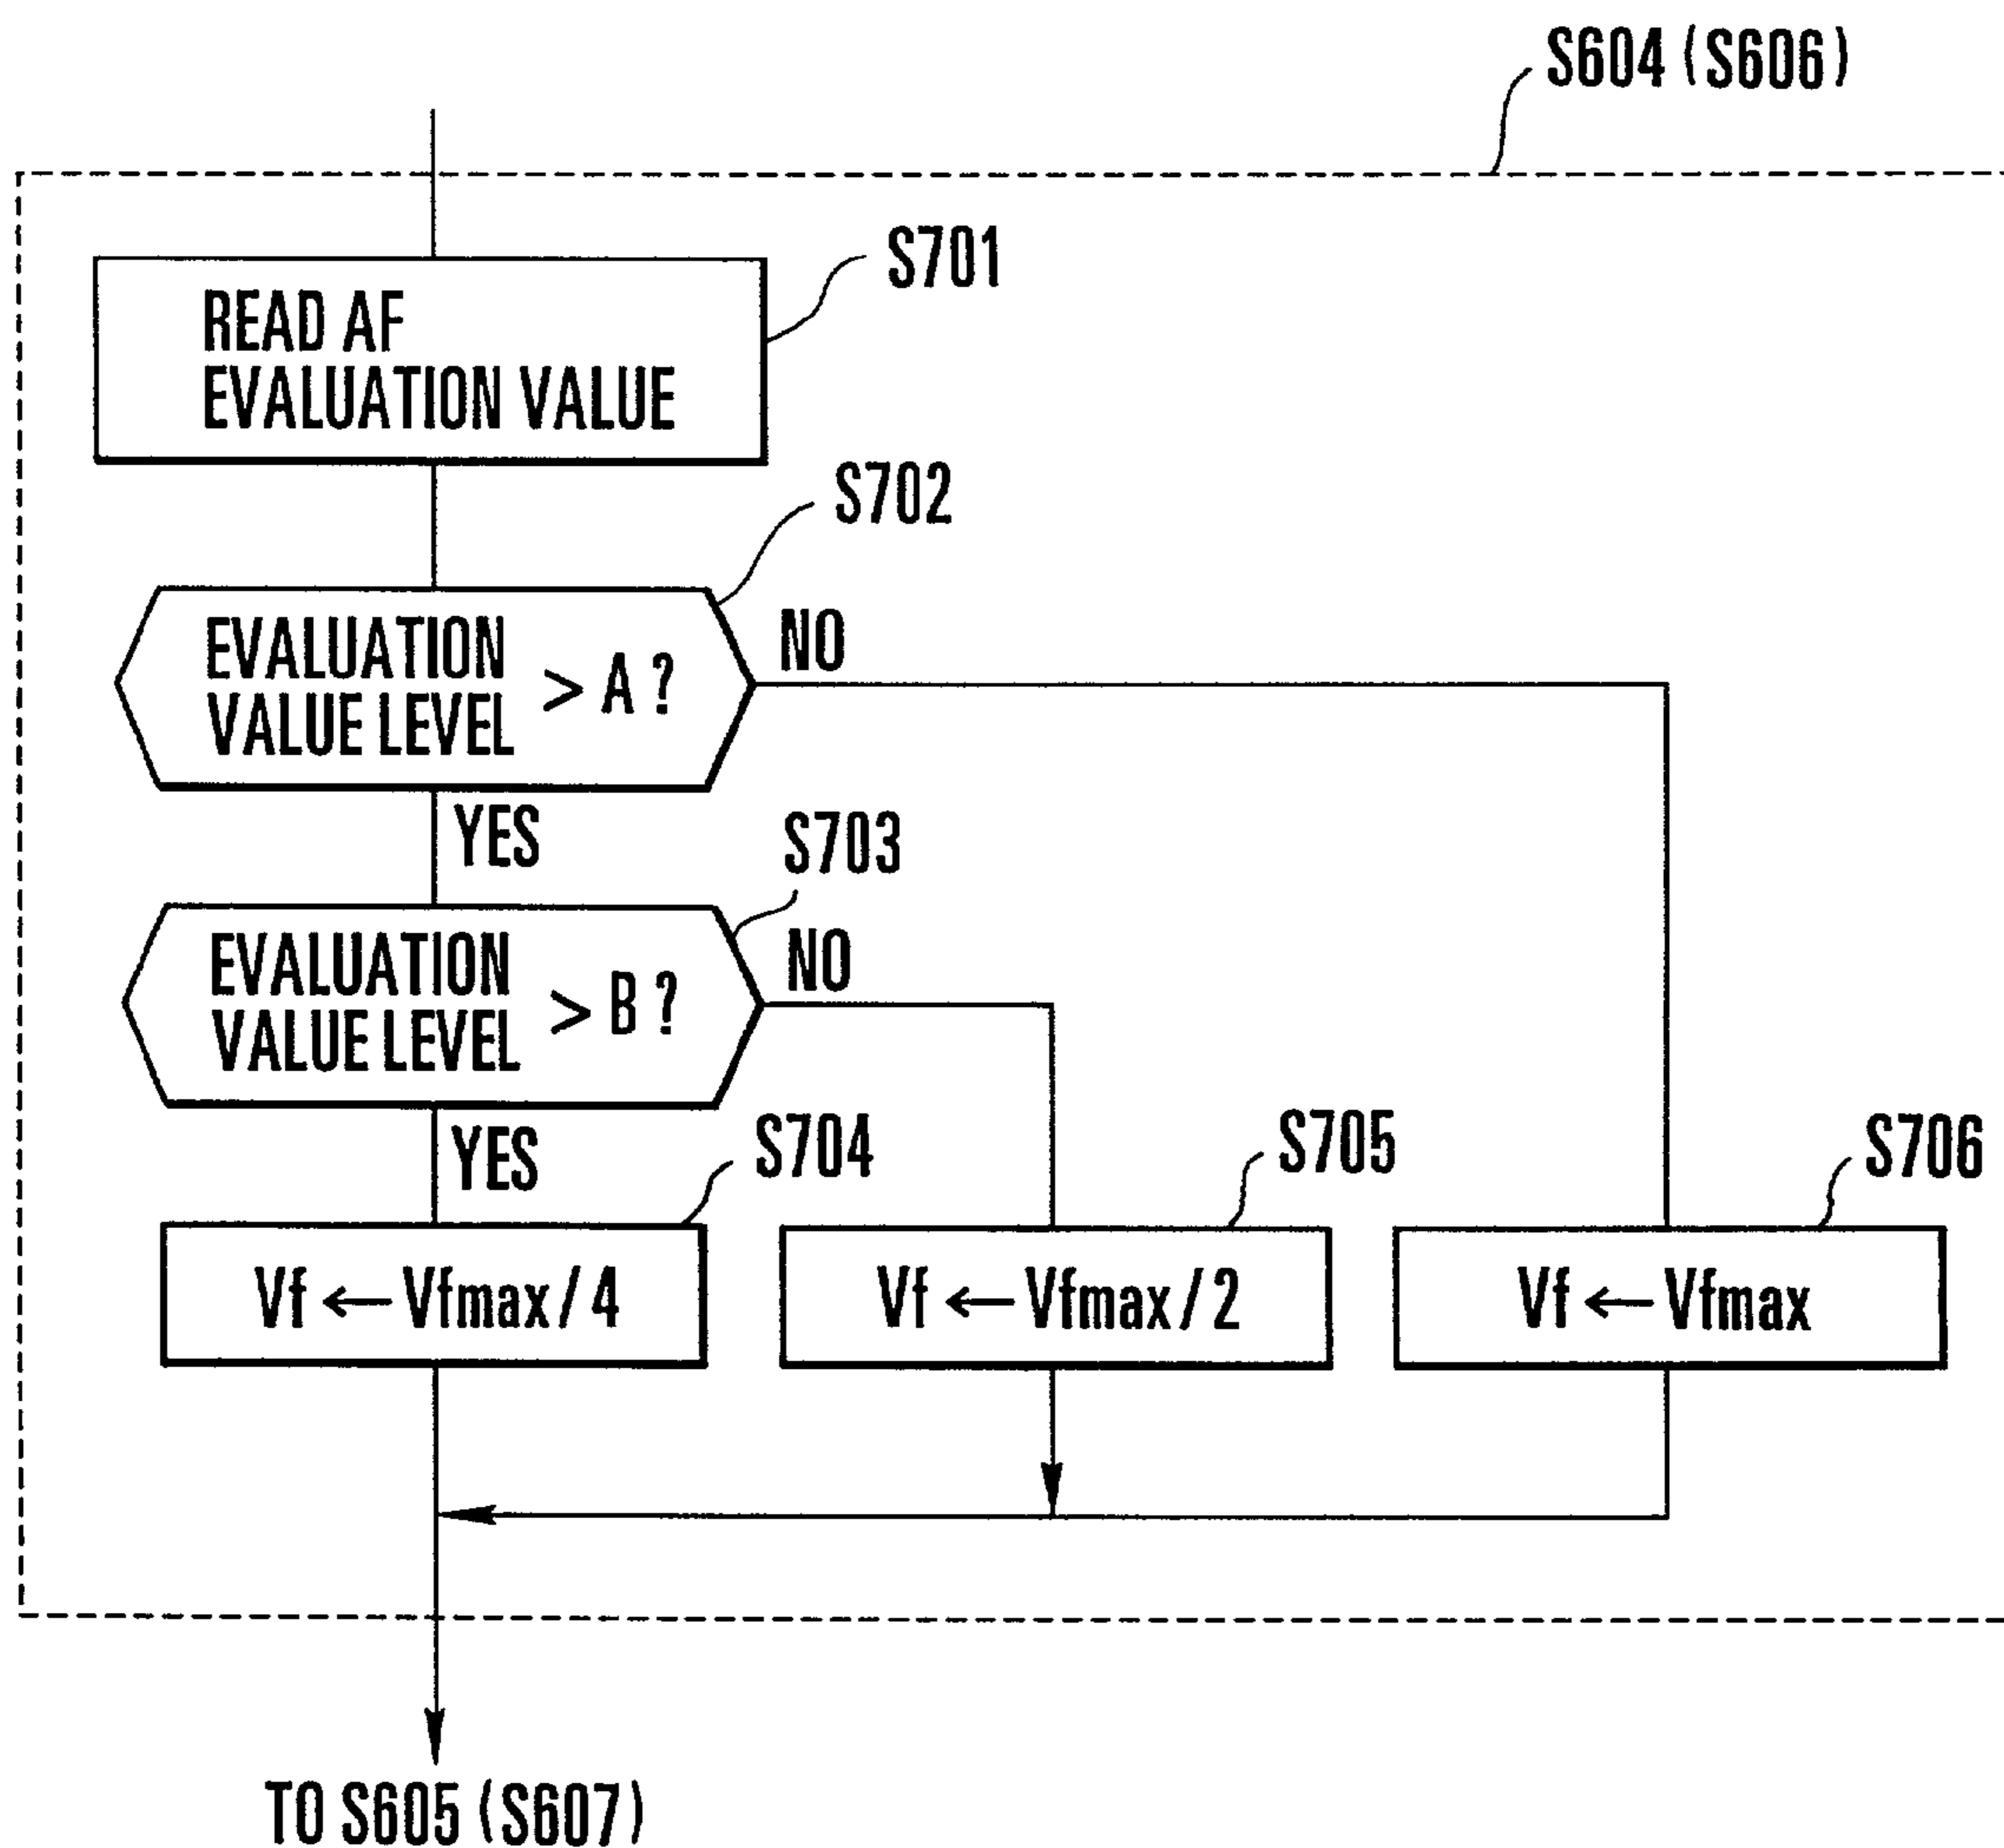 S604 (S606)
S701
READ AF
EVALUATION VALUE
S702
EVALUATION
VALUE LEVEL > A ?
NO
YES
S703
EVALUATION
VALUE LEVEL > B ?
NO
YES
S704
S705
S706
Vf ← Vfmax / 4
Vf ← Vfmax / 2
Vf ← Vfmax
TO S605 (S607)